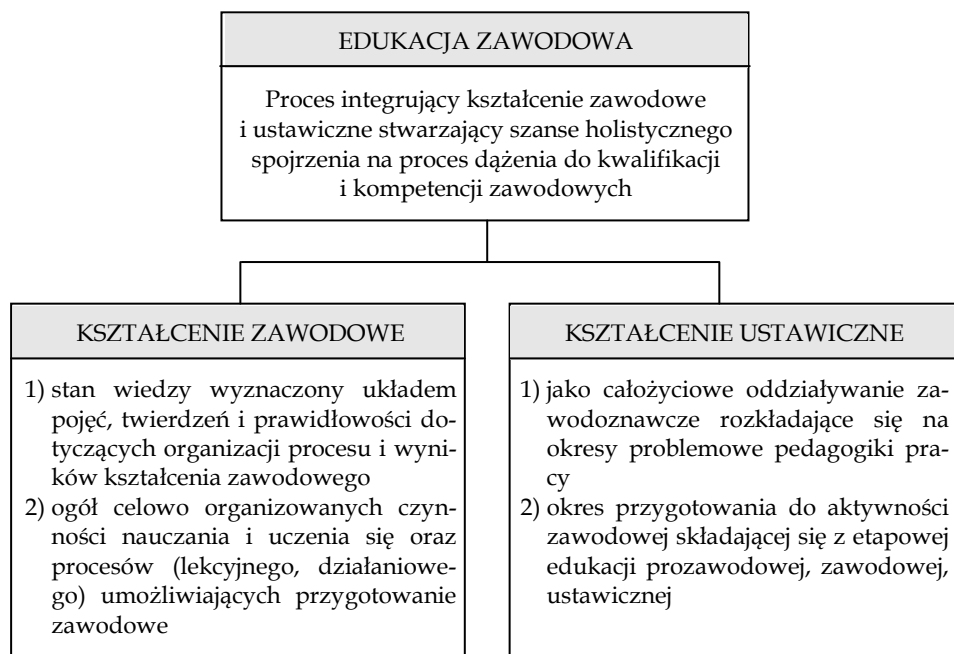 EDUKACJA ZAWODOWA
Proces integrujący kształcenie zawodowe
i ustawiczne stwarzający szanse holistycznego
spojrzenia na proces dążenia do kwalifikacji
i kompetencji zawodowych
KSZTAŁCENIE ZAWODOWE
1) stan wiedzy wyznaczony układem
pojęć, twierdzeń i prawidłowości do-
tyczących organizacji procesu i wyni-
ków kształcenia zawodowego
2) ogół celowo organizowanych czyn-
ności nauczania i uczenia się oraz
procesów (lekcyjnego, działaniowe-
go) umożliwiających przygotowanie
zawodowe
KSZTAŁCENIE USTAWICZNE
1) jako całożyciowe oddziaływanie za-
wodoznawcze rozkładające się na
okresy problemowe pedagogiki pra-
cy
2) okres przygotowania do aktywności
zawodowej składającej się z etapowej
edukacji prozawodowej, zawodowej,
ustawicznej